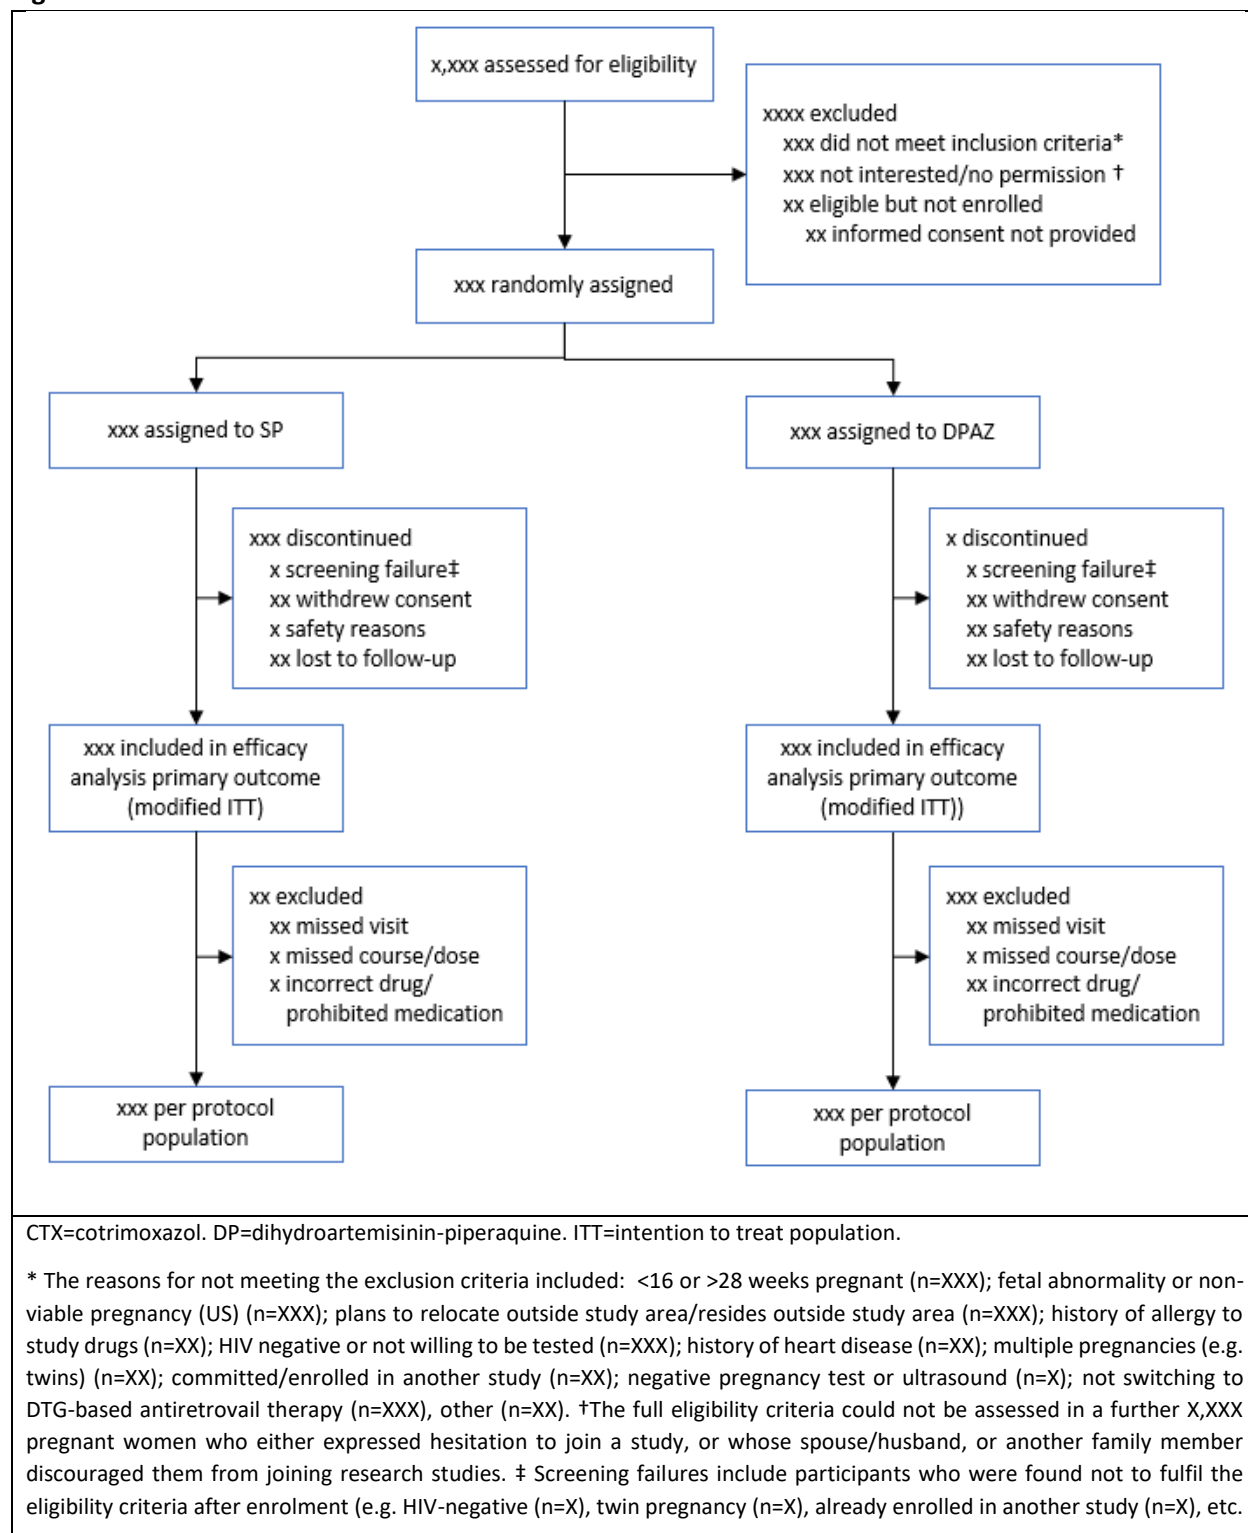 x,xxx assessed for eligibility
xxxx excluded
xxx did not meet inclusion criteria*
xxx not interested/no permission †
xx eligible but not enrolled
xx informed consent not provided
xxx randomly assigned
xxx assigned to SP
xxx assigned to DPAZ
xxx discontinued
x screening failure‡
xx withdrew consent
x safety reasons
xx lost to follow-up
x discontinued
x screening failure‡
xx withdrew consent
xx safety reasons
xx lost to follow-up
xxx included in efficacy
analysis primary outcome
(modified ITT)
xxx included in efficacy
analysis primary outcome
(modified ITT))
xx excluded
xx missed visit
x missed course/dose
x incorrect drug/
prohibited medication
xxx excluded
xx missed visit
x missed course/dose
xx incorrect drug/
prohibited medication
xxx per protocol
population
xxx per protocol
population
CTX=cotrimoxazol. DP=dihydroartemisinin-piperaquine. ITT=intention to treat population.
* The reasons for not meeting the exclusion criteria included: <16 or >28 weeks pregnant (n=XXX); fetal abnormality or non-
viable pregnancy (US) (n=XXX); plans to relocate outside study area/resides outside study area (n=XXX); history of allergy to
study drugs (n=XX); HIV negative or not willing to be tested (n=XXX); history of heart disease (n=XX); multiple pregnancies (e.g.
twins) (n=XX); committed/enrolled in another study (n=XX); negative pregnancy test or ultrasound (n=X); not switching to
DTG-based antiretrovail therapy (n=XXX), other (n=XX). †The full eligibility criteria could not be assessed in a further X,XXX
pregnant women who either expressed hesitation to join a study, or whose spouse/husband, or another family member
discouraged them from joining research studies. ‡ Screening failures include participants who were found not to fulfil the
eligibility criteria after enrolment (e.g. HIV-negative (n=X), twin pregnancy (n=X), already enrolled in another study (n=X), etc.